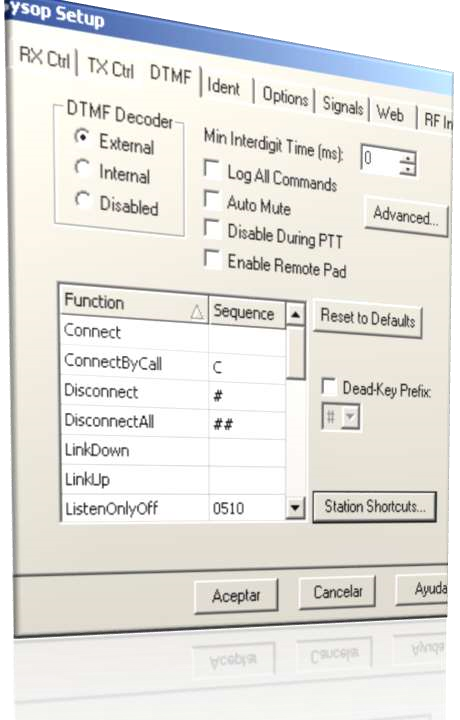 ysop Setup
RX Ctrl TX Ctrl DTMF Ident Options Signals Web RF In
DTMF Decoder
External
Internal
Disabled
Min Interdigit Time (ms): 0
Log All Commands
Auto Mute
Disable During PTT
Enable Remote Pad
Advanced...
Function Sequence
Connect
ConnectByCall C
Disconnect #
DisconnectAll ##
LinkDown
LinkUp
ListenOnlyOff 0510
Reset to Defaults
Dead-Key Prefix:
#
Station Shortcuts...
Aceptar Cancelar Ayuda